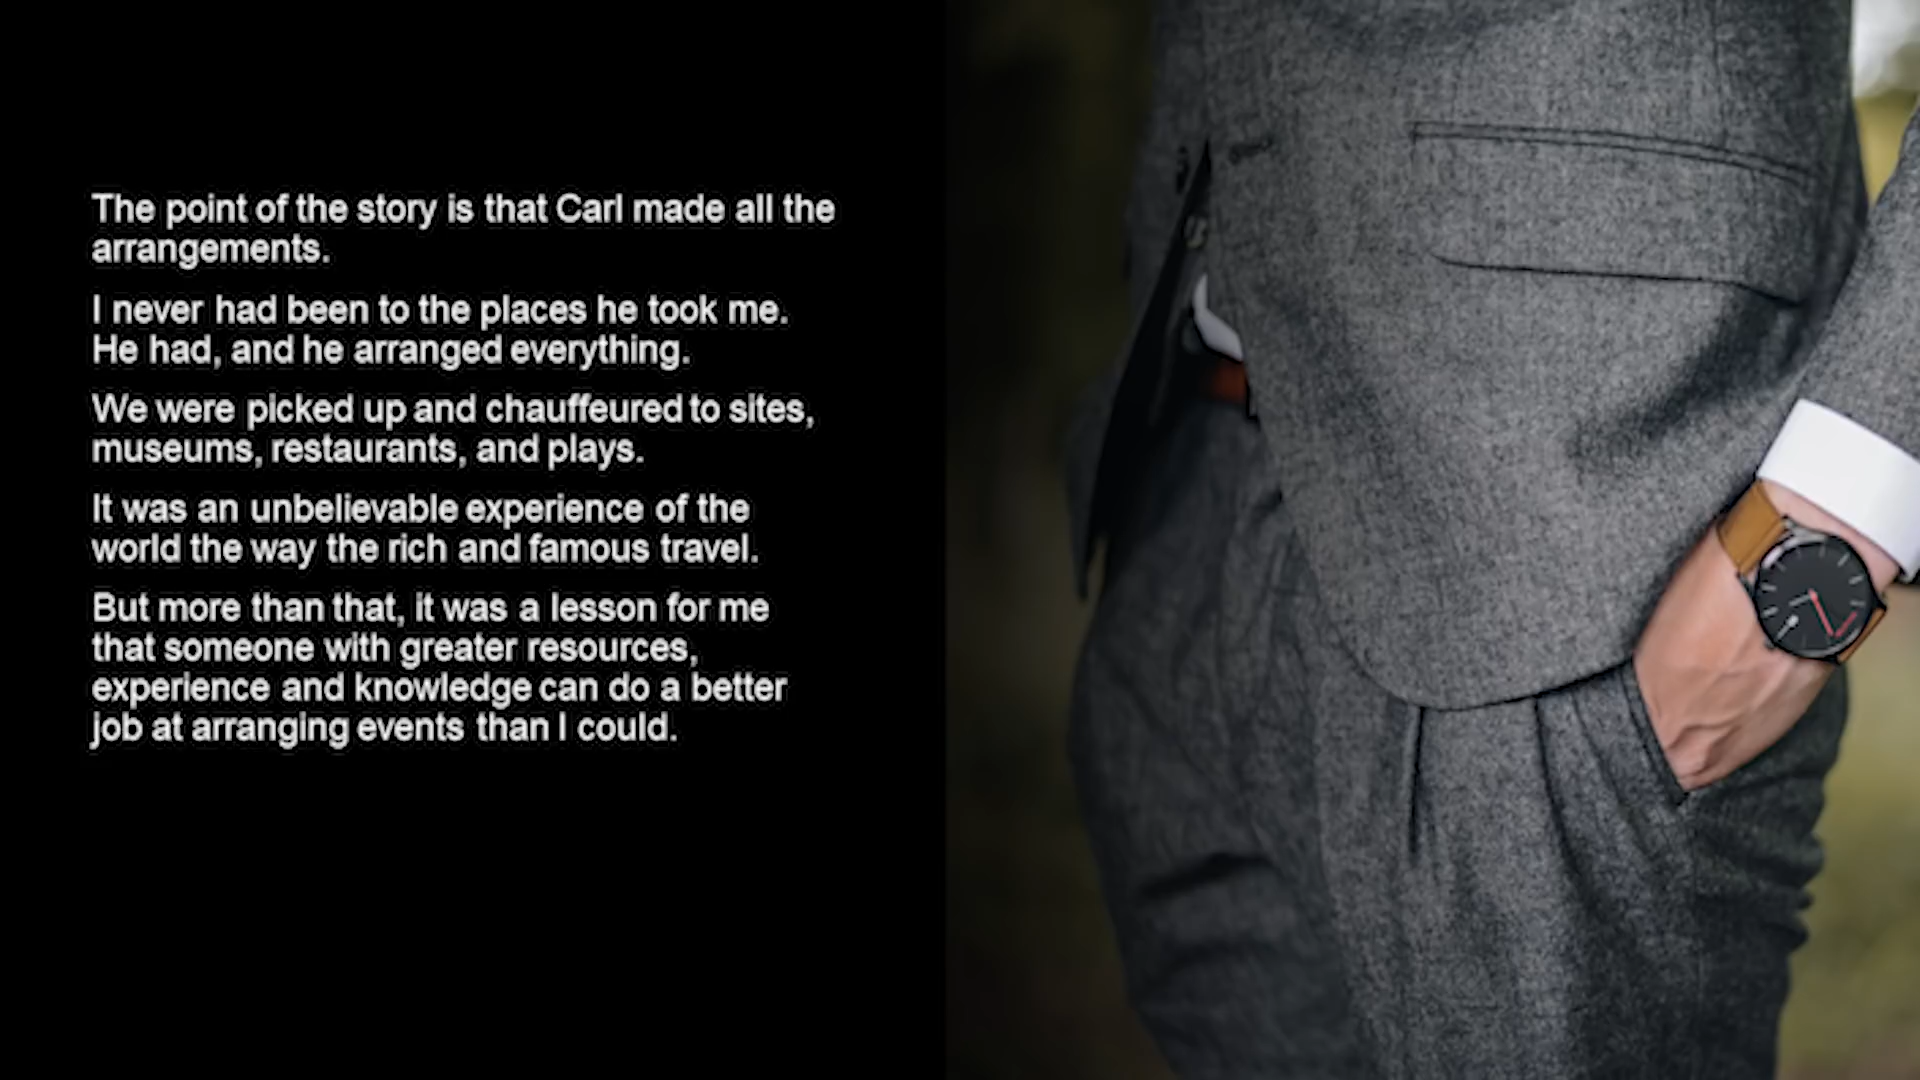 The point of the story is that Carl made all the
arrangements.
I never had been to the places he took me.
He had, and he arranged everything.
We were picked up and chauffeured to sites,
museums, restaurants, and plays.
It was an unbelievable experience of the
world the way the rich and famous travel.
But more than that, it was a lesson for me
that someone with greater resources,
experience and knowledge can do a better
job at arranging events than I could.